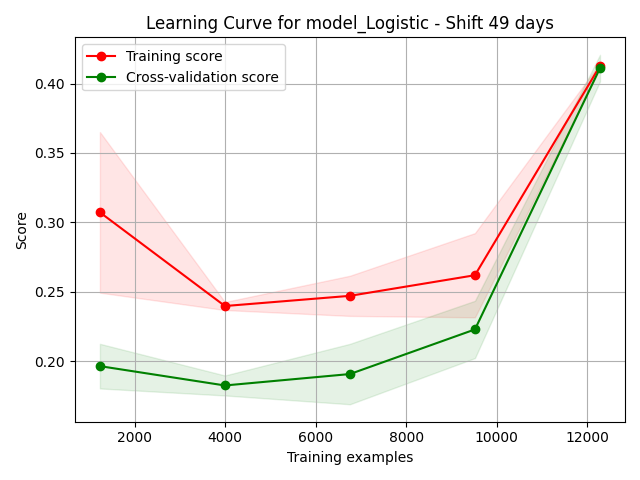 Learning Curve for model_Logistic - Shift 49 days
Training score
Cross-validation score
0.40
0.35
0.30
0.25
0.20
Score
2000 4000 6000 8000 10000 12000
Training examples